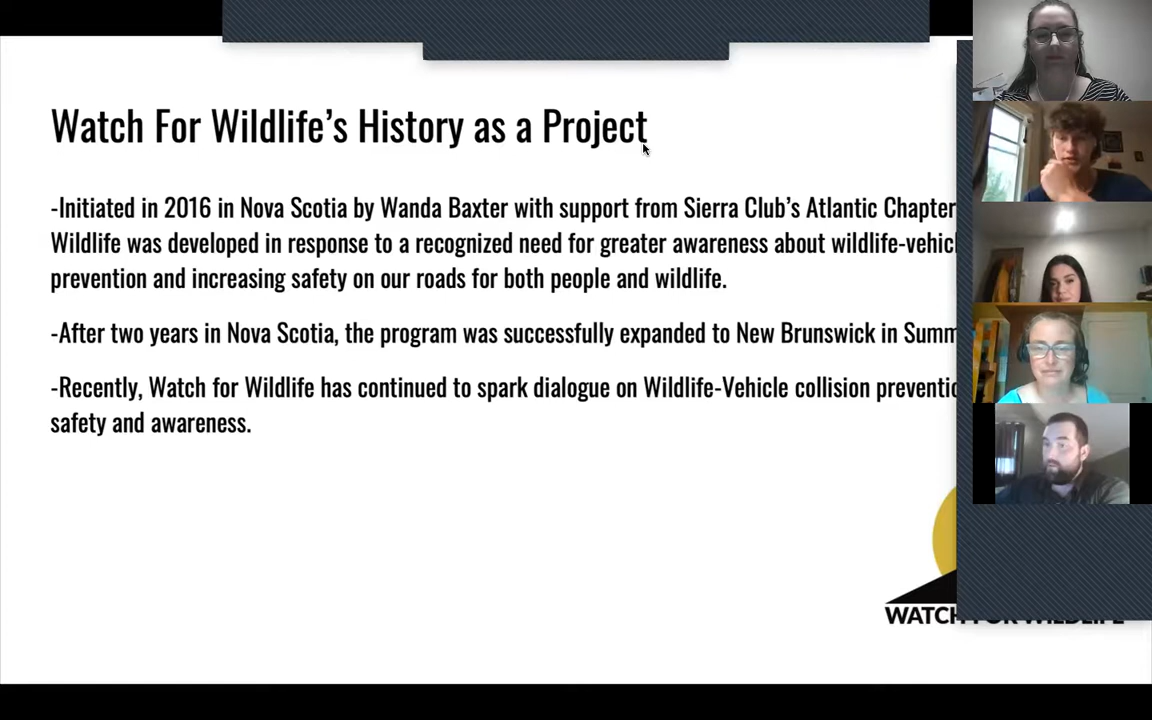 Watch For Wildlife's History as a Project
-Initiated in 2016 in Nova Scotia by Wanda Baxter with support from Sierra Club's Atlantic Chapter
Wildlife was developed in response to a recognized need for greater awareness about
prevention and increasing safety on our roads for both people and wildlife.
-After two years in Nova Scotia, the program was successfully expanded to New Brunswick in
-Recently, Watch for Wildlife has continued to spark dialogue on Wildlife-Vehicle collision
safety and awareness.
WATCH FOR WILDLIFE